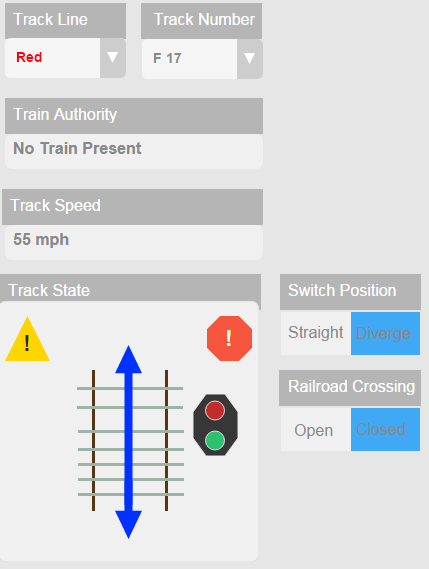 Track Line
Track Number
Red ▼
F 17 ▼
Train Authority
No Train Present
Track Speed
55 mph
Track State
Switch Position
!
!
Straight
Diverge
Railroad Crossing
Open
Closed